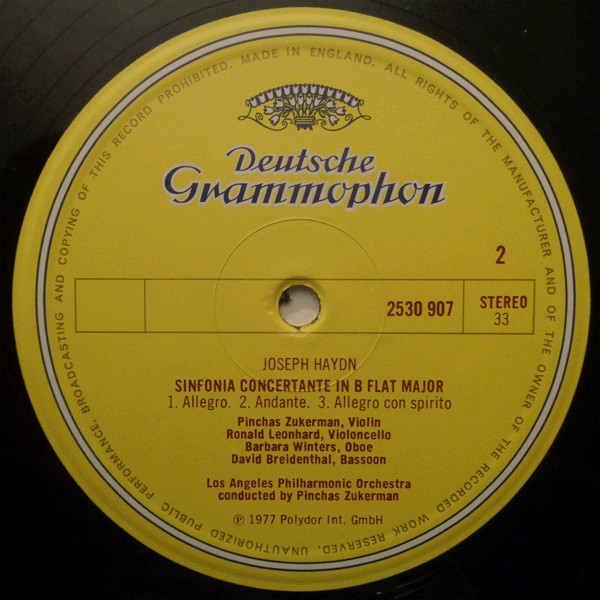 MADE IN ENGLAND. ALL RIGHTS OF THE MANUFACTURER AND OF THE OWNER OF THE RECORDED WORK RESERVED. UNAUTHORIZED PUBLIC PERFORMANCE, BROADCASTING AND COPYING OF THIS RECORD PROHIBITED.
Deutsche
Grammophon
2
2530 907
STEREO
33
JOSEPH HAYDN
SINFONIA CONCERTANTE IN B FLAT MAJOR
1. Allegro. 2. Andante. 3. Allegro con spirito
Pinchas Zukerman, Violin
Ronald Leonhard, Violoncello
Barbara Winters, Oboe
David Breidenthal, Bassoon
Los Angeles Philharmonic Orchestra
conducted by Pinchas Zukerman
℗ 1977 Polydor Int. GmbH